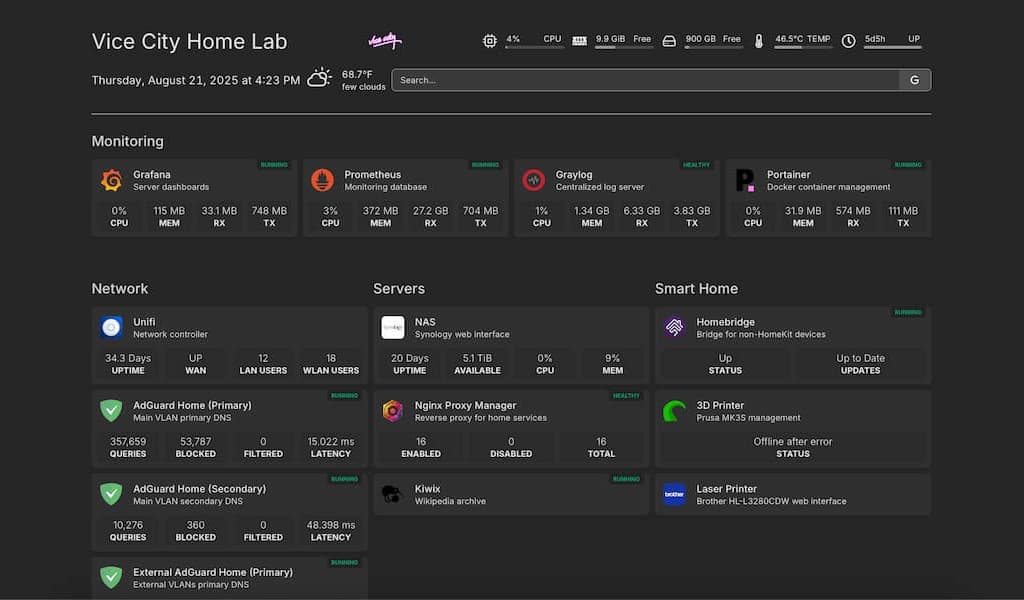 Vice City Home Lab
vice city
4% CPU
9.9 GiB Free
900 GB Free
46.5°C TEMP
5d5h UP
Thursday, August 21, 2025 at 4:23 PM
68.7°F
few clouds
Search...
G
Monitoring
RUNNING
Grafana
Server dashboards
0% 115 MB 33.1 MB 748 MB
CPU MEM RX TX
RUNNING
Prometheus
Monitoring database
3% 372 MB 27.2 GB 704 MB
CPU MEM RX TX
HEALTHY
Graylog
Centralized log server
1% 1.34 GB 6.33 GB 3.83 GB
CPU MEM RX TX
RUNNING
Portainer
Docker container management
0% 31.9 MB 574 MB 111 MB
CPU MEM RX TX
Network
Unifi
Network controller
34.3 Days UP 12 18
UPTIME WAN LAN USERS WLAN USERS
RUNNING
AdGuard Home (Primary)
Main VLAN primary DNS
357,659 53,787 0 15.022 ms
QUERIES BLOCKED FILTERED LATENCY
RUNNING
AdGuard Home (Secondary)
Main VLAN secondary DNS
10,276 360 0 48.398 ms
QUERIES BLOCKED FILTERED LATENCY
RUNNING
External AdGuard Home (Primary)
External VLANs primary DNS
Servers
NAS
Synology web interface
20 Days 5.1 TiB 0% 9%
UPTIME AVAILABLE CPU MEM
HEALTHY
Nginx Proxy Manager
Reverse proxy for home services
16 0 16
ENABLED DISABLED TOTAL
RUNNING
Kiwix
Wikipedia archive
Smart Home
RUNNING
Homebridge
Bridge for non-HomeKit devices
Up Up to Date
STATUS UPDATES
3D Printer
Prusa MK3S management
Offline after error
STATUS
brother
Laser Printer
Brother HL-L3280CDW web interface